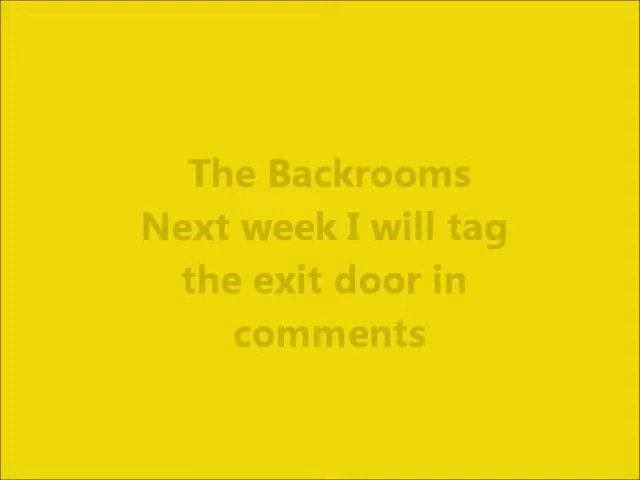 The Backrooms
Next week I will tag
the exit door in
comments